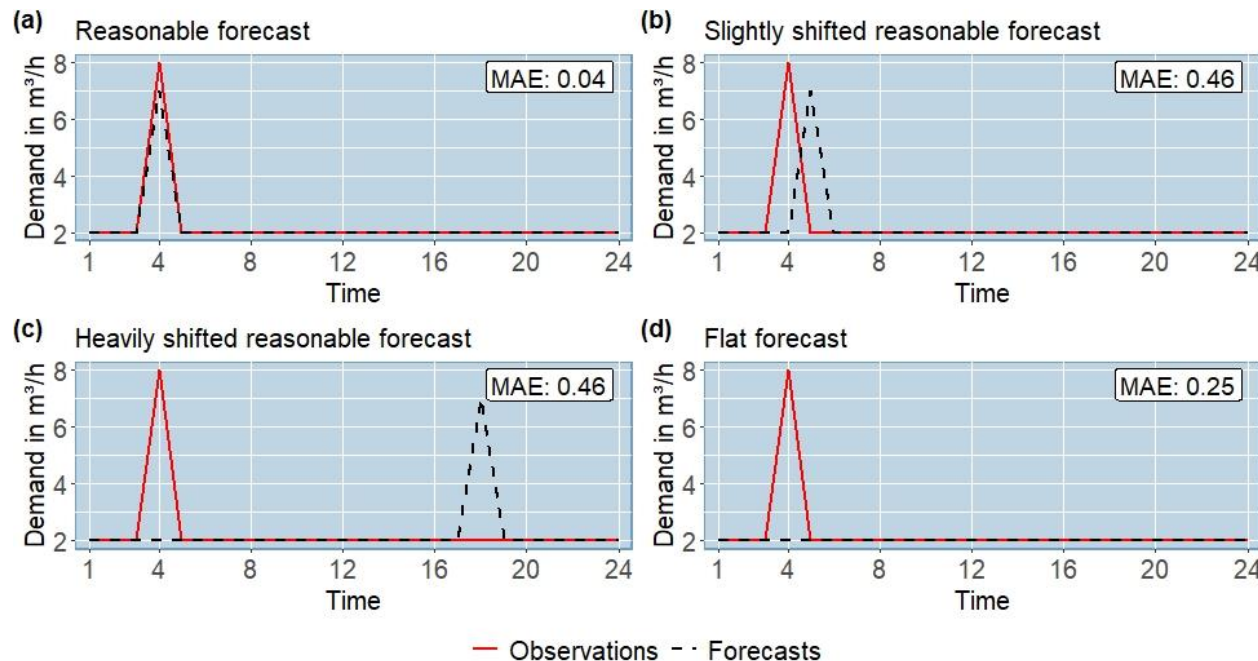 (a) Reasonable forecast
MAE: 0.04
Demand in m³/h
8
6
4
2
1 4 8 12 16 20 24
Time
(b) Slightly shifted reasonable forecast
MAE: 0.46
Demand in m³/h
8
6
4
2
1 4 8 12 16 20 24
Time
(c) Heavily shifted reasonable forecast
MAE: 0.46
Demand in m³/h
8
6
4
2
1 4 8 12 16 20 24
Time
(d) Flat forecast
MAE: 0.25
Demand in m³/h
8
6
4
2
1 4 8 12 16 20 24
Time
Observations Forecasts